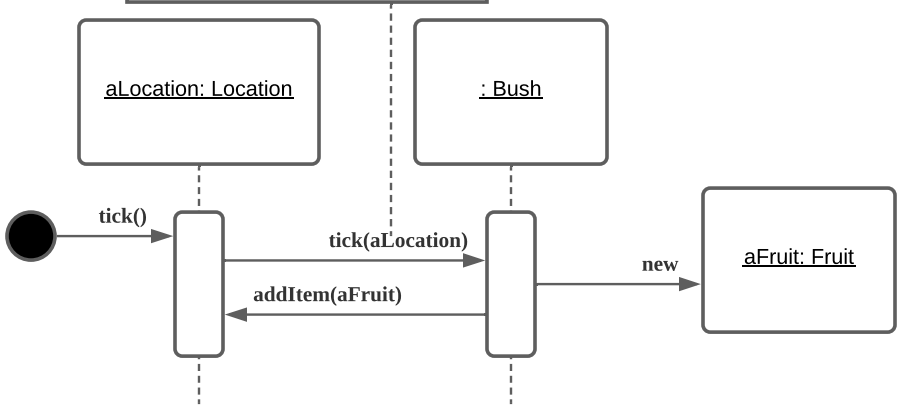 aLocation: Location
: Bush
tick()
tick(aLocation)
aFruit: Fruit
new
addItem(aFruit)